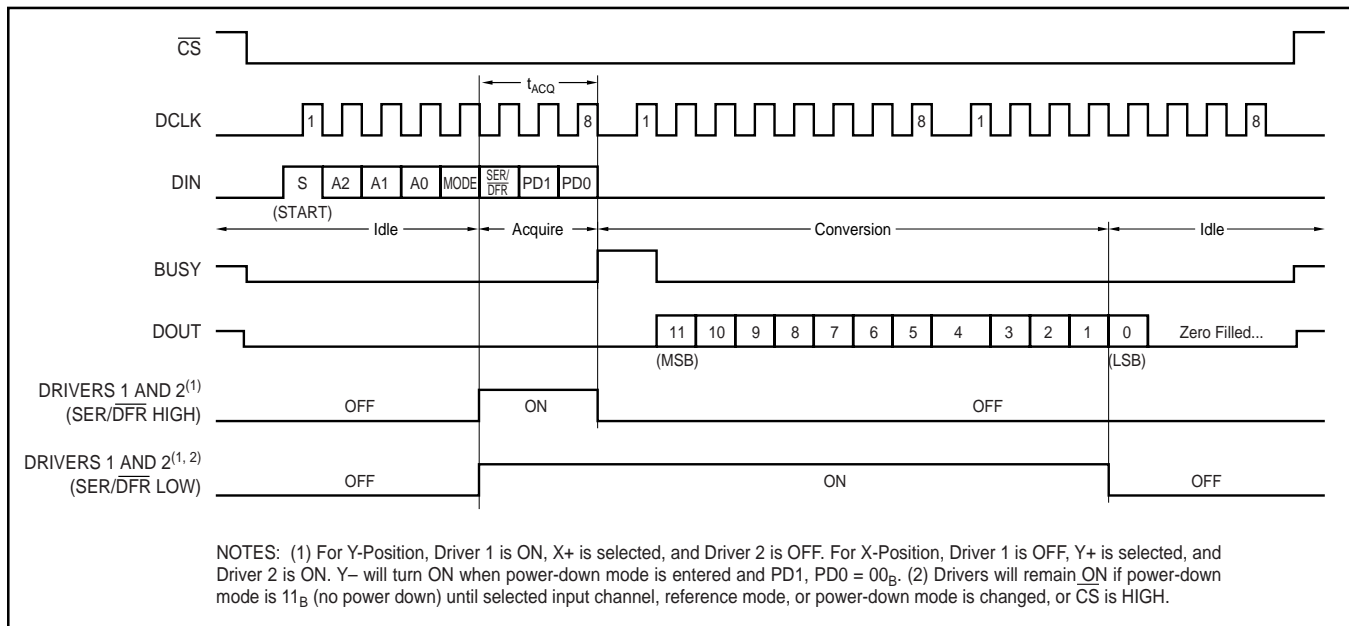 CS
tACQ
DCLK 1 8 1 8 1 8
DIN S A2 A1 A0 MODE SER/DFR PD1 PD0
(START)
Idle Acquire Conversion Idle
BUSY
DOUT 11 10 9 8 7 6 5 4 3 2 1 0 Zero Filled...
(MSB) (LSB)
DRIVERS 1 AND 2(1)
(SER/DFR HIGH) OFF ON OFF
DRIVERS 1 AND 2(1, 2)
(SER/DFR LOW) OFF ON OFF
NOTES: (1) For Y-Position, Driver 1 is ON, X+ is selected, and Driver 2 is OFF. For X-Position, Driver 1 is OFF, Y+ is selected, and
Driver 2 is ON. Y– will turn ON when power-down mode is entered and PD1, PD0 = 00B. (2) Drivers will remain ON if power-down
mode is 11B (no power down) until selected input channel, reference mode, or power-down mode is changed, or CS is HIGH.